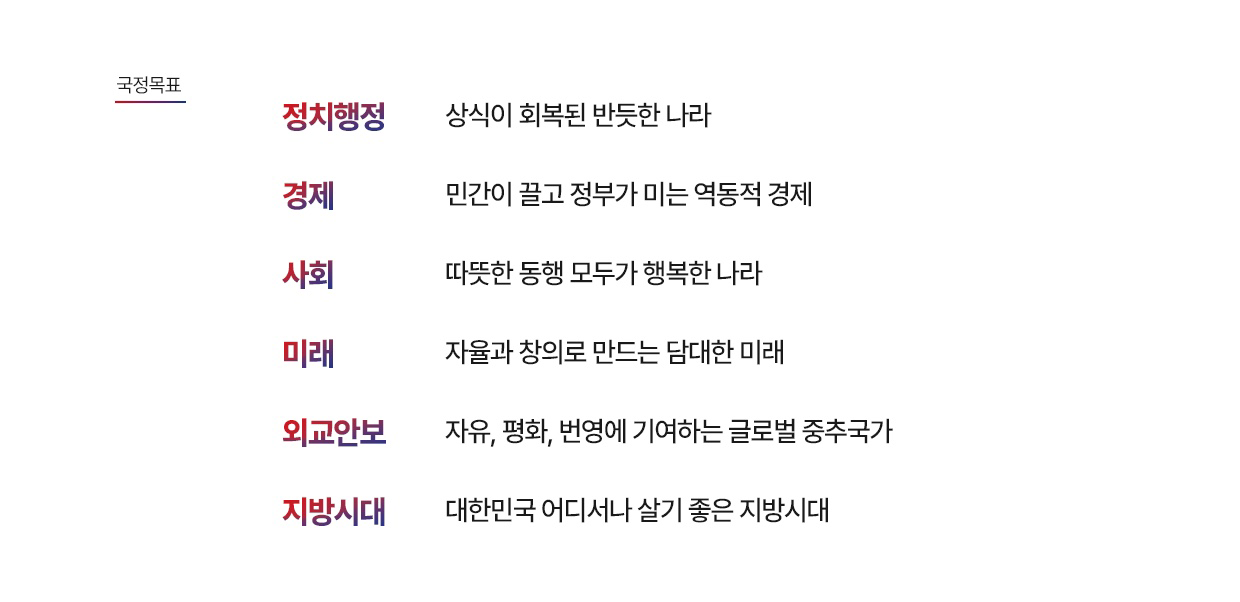 국정목표
정치행정 상식이 회복된 반듯한 나라
경제 민간이 끌고 정부가 미는 역동적 경제
사회 따뜻한 동행 모두가 행복한 나라
미래 자율과 창의로 만드는 담대한 미래
외교안보 자유, 평화, 번영에 기여하는 글로벌 중추국가
지방시대 대한민국 어디서나 살기 좋은 지방시대